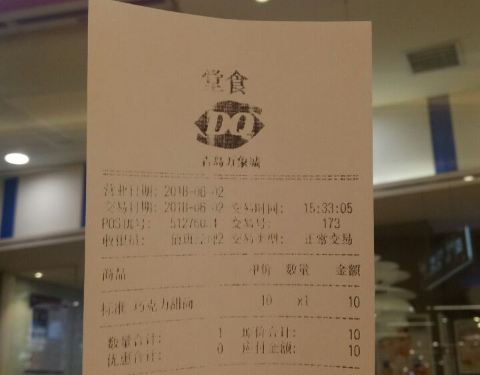 堂食
DQ
青岛万象城
营业日期: 2018-06-02
交易日期: 2018-06-02 交易时间: 15:33:05
POS编号: 交易号: 173
收银员: 交易类型: 正常交易
商品 单价 数量 金额
标准 巧克力甜筒 10 x1 10
数量合计: 1 原价合计: 10
优惠合计: 0 应付金额: 10